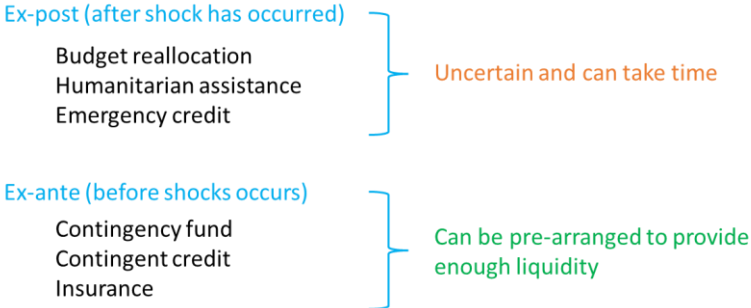 Ex-post (after shock has occurred)
Budget reallocation
Humanitarian assistance
Emergency credit
Uncertain and can take time
Ex-ante (before shocks occurs)
Contingency fund
Contingent credit
Insurance
Can be pre-arranged to provide
enough liquidity